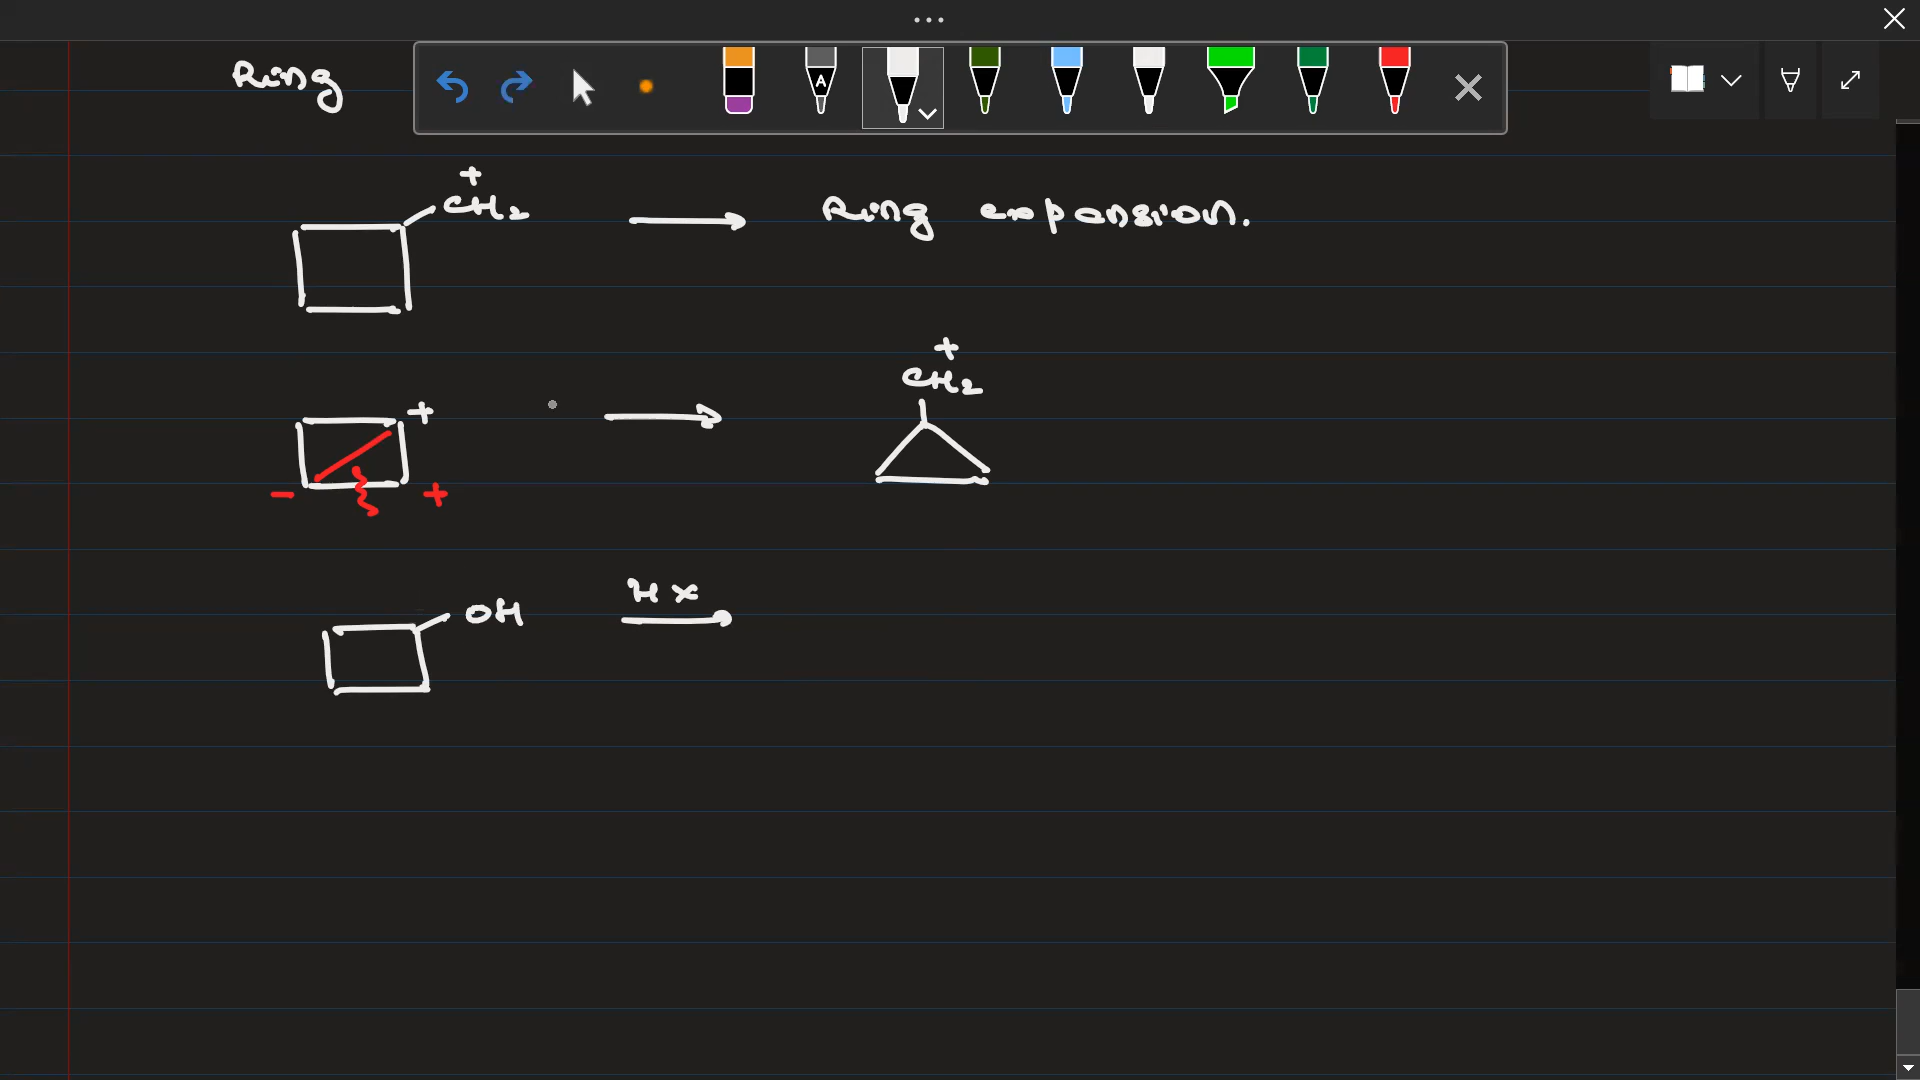 Ring
+
CH2
Ring expansion.
+
CH2
+
- +
OH
HX